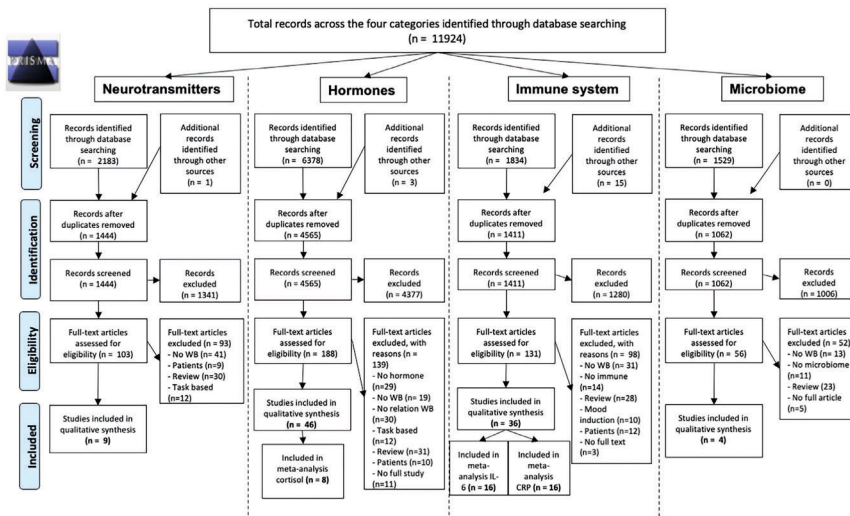 Total records across the four categories identified through database searching
(n = 11924)
PRISMA
Neurotransmitters
Hormones
Immune system
Microbiome
Screening
Records identified
through database
searching
(n = 2183)
Additional
records
identified
through other
sources
(n = 1)
Records identified
through database
searching
(n = 6378)
Additional
records
identified
through other
sources
(n = 3)
Records identified
through database
searching
(n = 1834)
Additional
records
identified
through other
sources
(n = 15)
Records identified
through database
searching
(n = 1529)
Additional
records
identified
through other
sources
(n = 0)
Identification
Records after
duplicates removed
(n = 1444)
Records after
duplicates removed
(n = 4565)
Records after
duplicates removed
(n = 1411)
Records after
duplicates removed
(n = 1062)
Records screened
(n = 1444)
Records
excluded
(n = 1341)
Records screened
(n = 4565)
Records
excluded
(n = 4377)
Records screened
(n = 1411)
Records
excluded
(n = 1280)
Records screened
(n = 1062)
Records
excluded
(n = 1006)
Eligibility
Full-text articles
assessed for
eligibility (n = 103)
Full-text articles
excluded (n = 93)
- No WB (n= 41)
- Patients (n=9)
- Review (n=30)
- Task based
(n=12)
Full-text articles
assessed for
eligibility (n = 188)
Full-text articles
excluded, with
reasons (n =
139)
- No hormone
(n=29)
- No WB (n= 19)
- No relation WB
(n=30)
- Task based
(n=12)
- Review (n=31)
- Patients (n=10)
- No full study
(n=11)
Full-text articles
assessed for
eligibility (n = 131)
Full-text articles
excluded, with
reasons (n = 98)
- No WB (n=31)
- No immune
(n=14)
- Review (n=28)
- Mood
induction (n=10)
- Patients (n=12)
- No full text
(n=3)
Full-text articles
assessed for
eligibility (n = 56)
Full-text articles
excluded (n = 52)
- No WB (n=13)
- No microbiome
(n=11)
- Review (23)
- No full article
(n=5)
Included
Studies included in
qualitative synthesis
(n = 9)
Studies included in
qualitative synthesis
(n = 46)
Included in
meta-analysis
cortisol (n = 8)
Studies included in
qualitative synthesis
(n = 36)
Included in
meta-
analysis IL-
6 (n = 16)
Included in
meta-
analysis
CRP (n = 16)
Studies included in
qualitative synthesis
(n = 4)